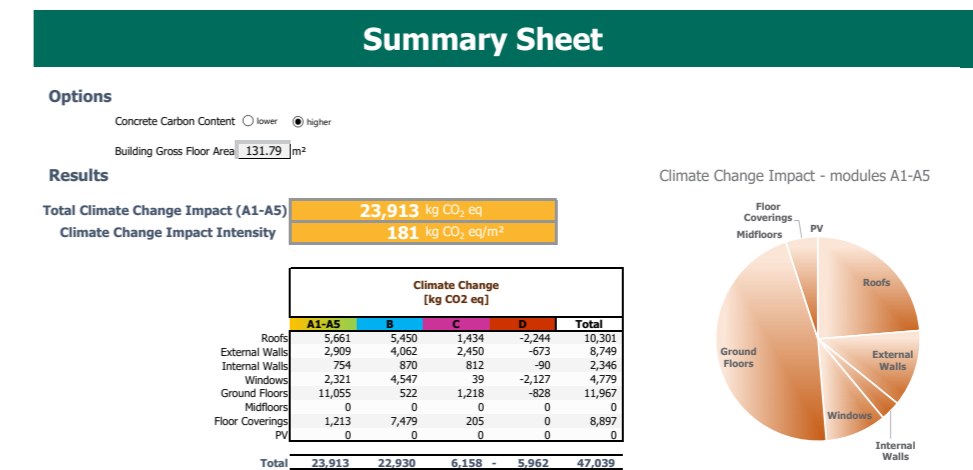 Summary Sheet
Options
Concrete Carbon Content lower higher
Building Gross Floor Area 131.79 m²
Results
Total Climate Change Impact (A1-A5) 23,913 kg CO₂ eq
Climate Change Impact Intensity 181 kg CO₂ eq/m²
Climate Change
[kg CO2 eq]
A1-A5 B C D Total
Roofs 5,661 5,450 1,434 -2,244 10,301
External Walls 2,909 4,062 2,450 -673 8,749
Internal Walls 754 870 812 -90 2,346
Windows 2,321 4,547 39 -2,127 4,779
Ground Floors 11,055 522 1,218 -828 11,967
Midfloors 0 0 0 0 0
Floor Coverings 1,213 7,479 205 0 8,897
PV 0 0 0 0 0
Total 23,913 22,930 6,158 - 5,962 47,039
Climate Change Impact - modules A1-A5
Floor
Coverings
Midfloors
PV
Roofs
Ground
Floors
External
Walls
Windows
Internal
Walls